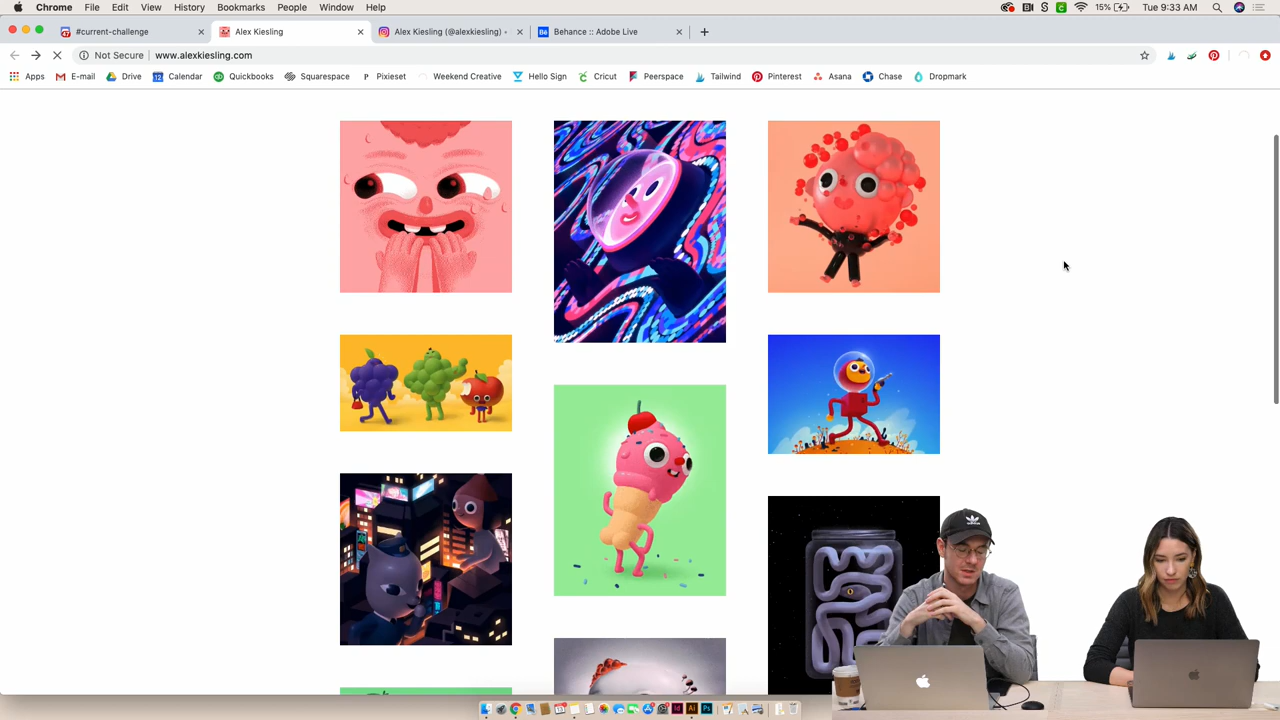 Chrome File Edit View History Bookmarks People Window Help 15% Tue 9:33 AM
#current-challenge Alex Kiesling Alex Kiesling (@alexkiesling) • Behance :: Adobe Live
Not Secure www.alexkiesling.com
Apps E-mail Drive Calendar Quickbooks Squarespace Pixieset Weekend Creative Hello Sign Cricut Peerspace Tailwind Pinterest Asana Chase Dropmark